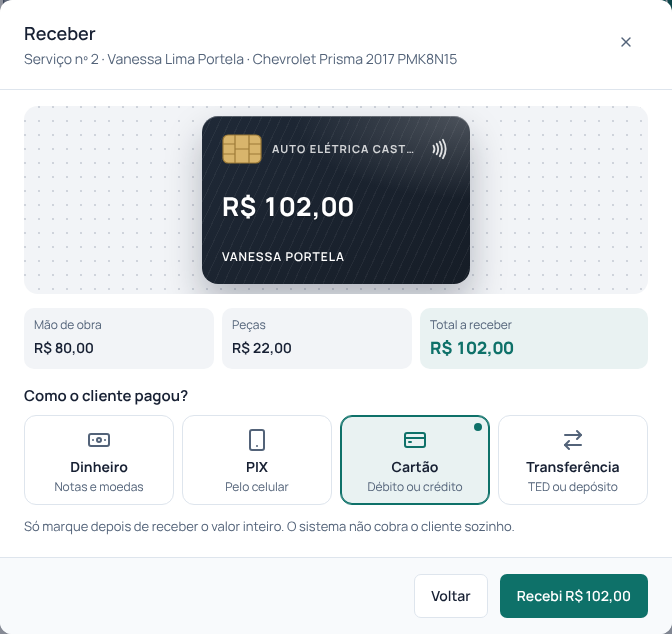 Receber
Serviço nº 2 · Vanessa Lima Portela · Chevrolet Prisma 2017 PMK8N15
AUTO ELÉTRICA CAST…
R$ 102,00
VANESSA PORTELA
Mão de obra
R$ 80,00
Peças
R$ 22,00
Total a receber
R$ 102,00
Como o cliente pagou?
Dinheiro
Notas e moedas
PIX
Pelo celular
Cartão
Débito ou crédito
Transferência
TED ou depósito
Só marque depois de receber o valor inteiro. O sistema não cobra o cliente sozinho.
Voltar
Recebi R$ 102,00